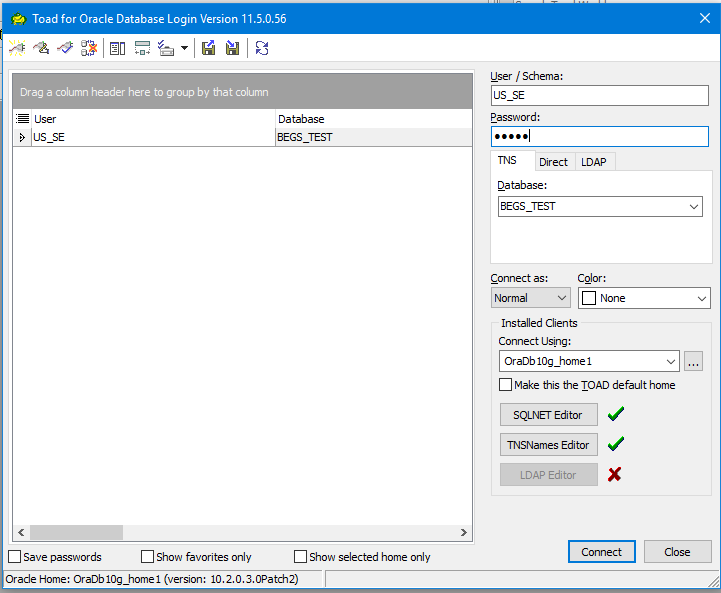 Toad for Oracle Database Login Version 11.5.0.56
Drag a column header here to group by that column
User / Schema:
US_SE
User Database
Password:
US_SE BEGS_TEST
●●●●●
TNS Direct LDAP
Database:
BEGS_TEST
Connect as: Color:
Normal None
Installed Clients
Connect Using:
OraDb10g_home1 ...
Make this the TOAD default home
SQLNET Editor
TNSNames Editor
LDAP Editor
Save passwords Show favorites only Show selected home only
Connect Close
Oracle Home: OraDb10g_home1 (version: 10.2.0.3.0Patch2)